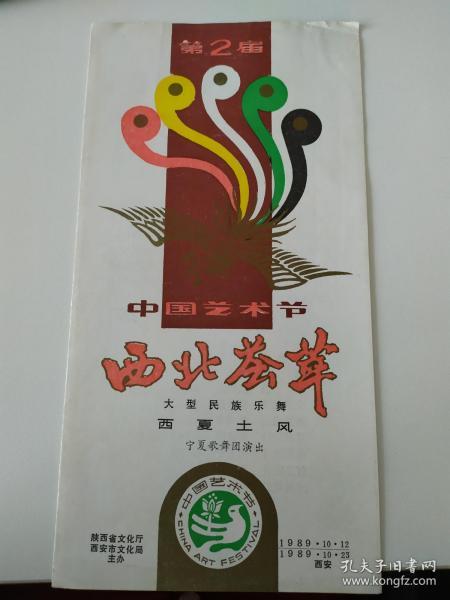 第2届
中国艺术节
西北荟萃
大型民族乐舞
西夏土风
宁夏歌舞团演出
中国艺术节
CHINA ART FESTIVAL
陕西省文化厅
西安市文化局
主办
1989·10·12
1989·10·23
西安
孔夫子旧书网
www.kongfz.com